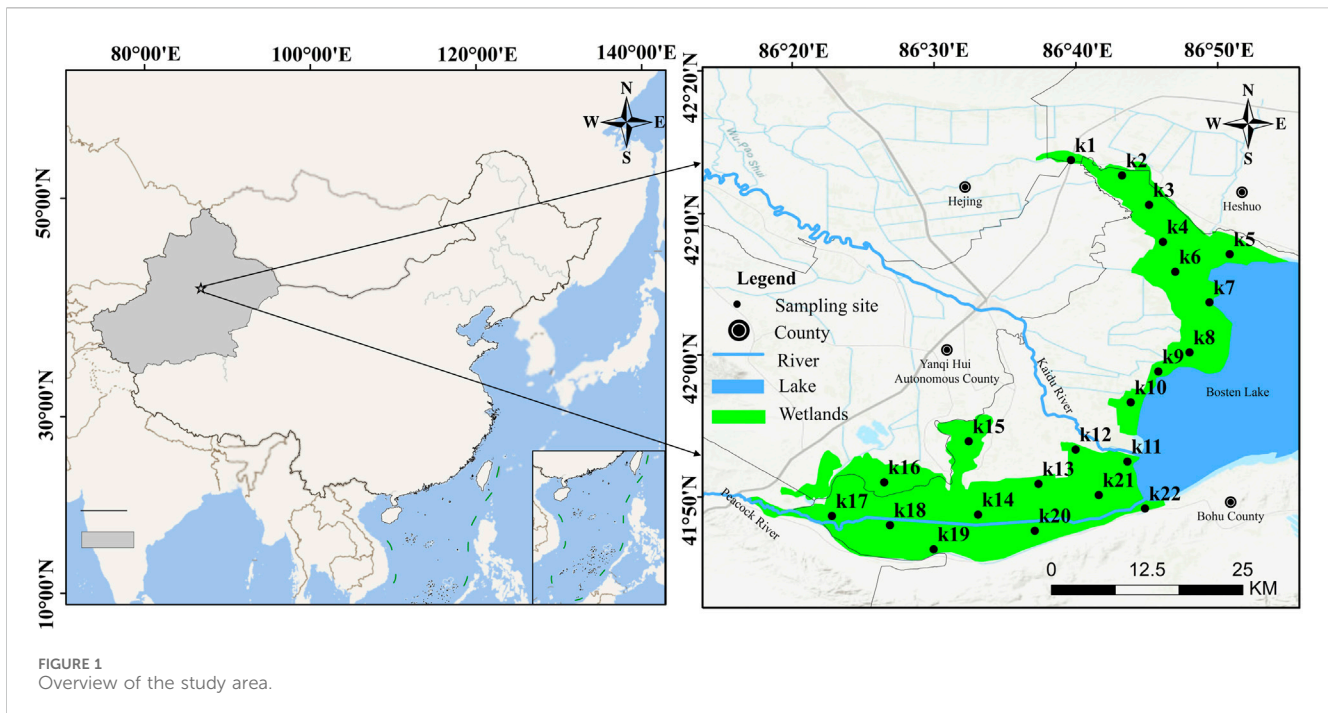 80°00'E
100°00'E
120°00'E
140°00'E
50°00'N
30°00'N
10°00'N
N
W
E
S
86°20'E
86°30'E
86°40'E
86°50'E
42°20'N
42°10'N
42°00'N
41°50'N
N
W
E
S
Wu-Pao Shui
k1
k2
k3
Hejing
Heshuo
k4
k5
k6
k7
Legend
Sampling site
County
River
Lake
Wetlands
Yanqi Hui
Autonomous County
Kaidu River
k8
k9
k10
Bosten Lake
k15
k12
k11
k16
k13
k21
k17
k18
k14
k20
k22
k19
Peacock River
Bohu County
0
12.5
25
KM
FIGURE 1
Overview of the study area.